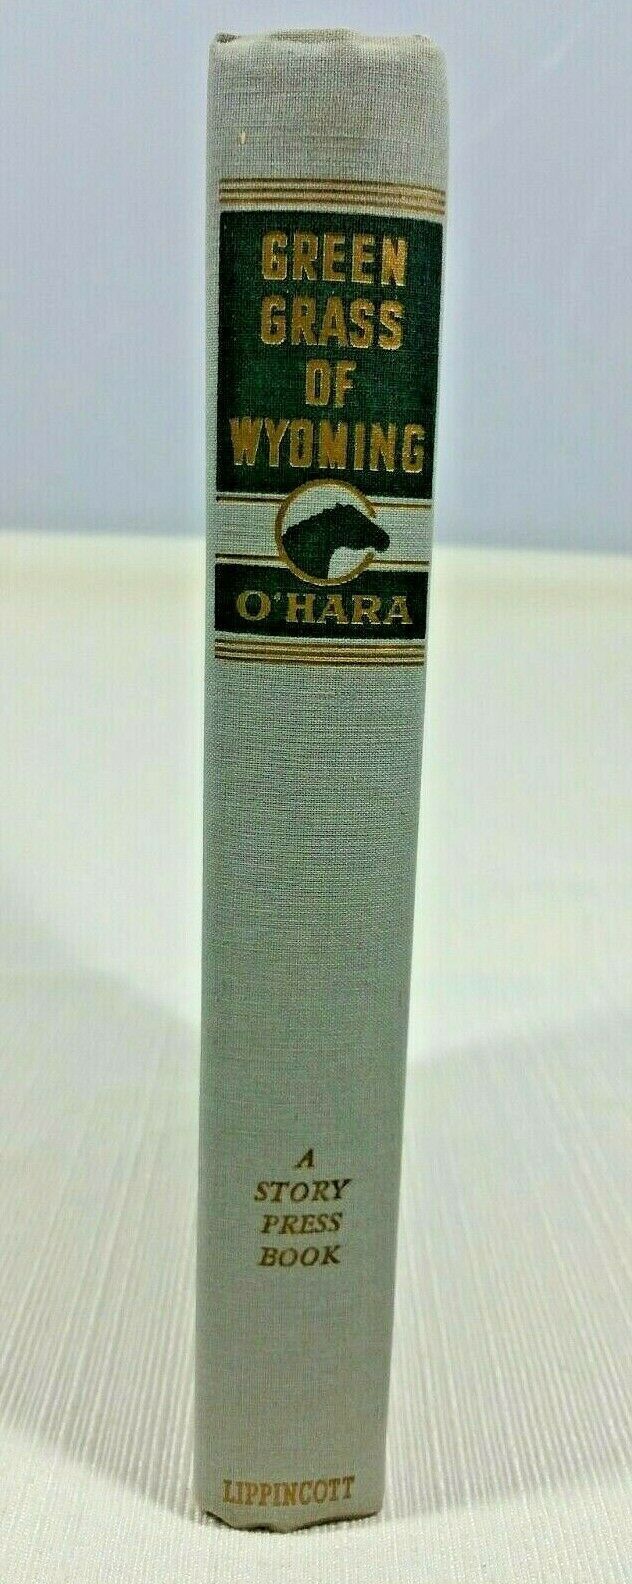 GREEN
GRASS
OF
WYOMING
O'HARA
A
STORY
PRESS
BOOK
LIPPINCOTT